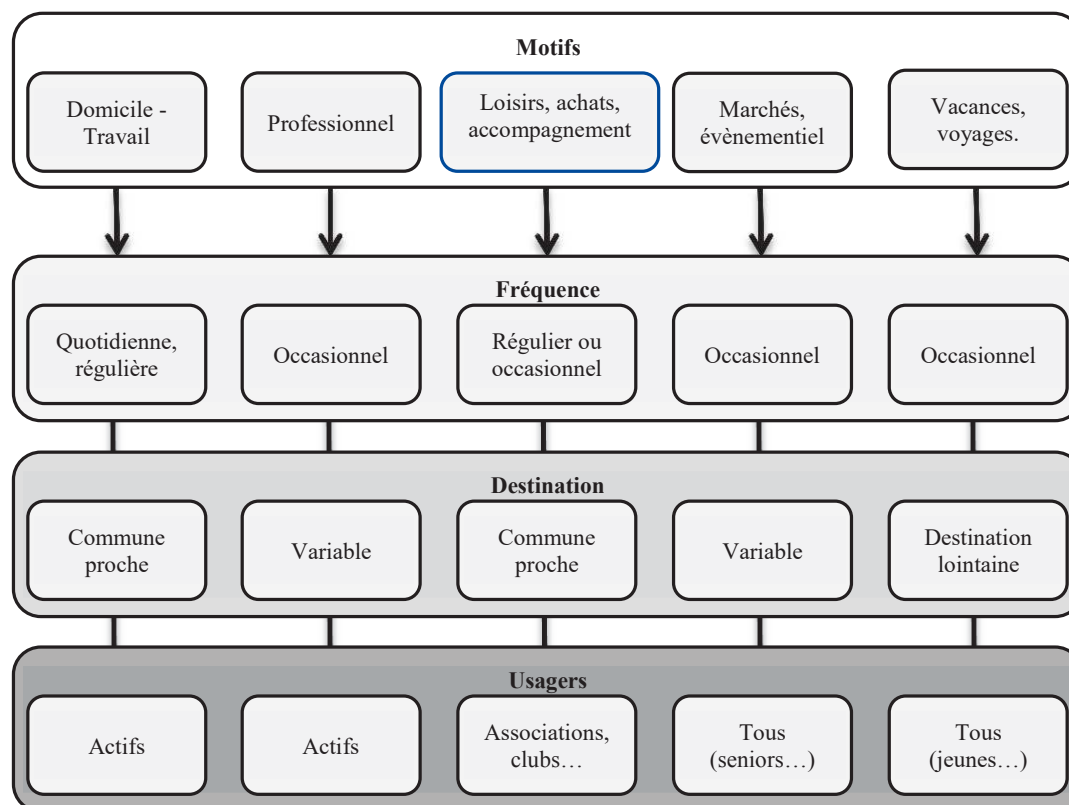 Motifs
Domicile -
Travail
Professionnel
Loisirs, achats,
accompagnement
Marchés,
évènementiel
Vacances,
voyages.
Fréquence
Quotidienne,
régulière
Occasionnel
Régulier ou
occasionnel
Occasionnel
Occasionnel
Destination
Commune
proche
Variable
Commune
proche
Variable
Destination
lointaine
Usagers
Actifs
Actifs
Associations,
clubs…
Tous
(seniors…)
Tous
(jeunes…)